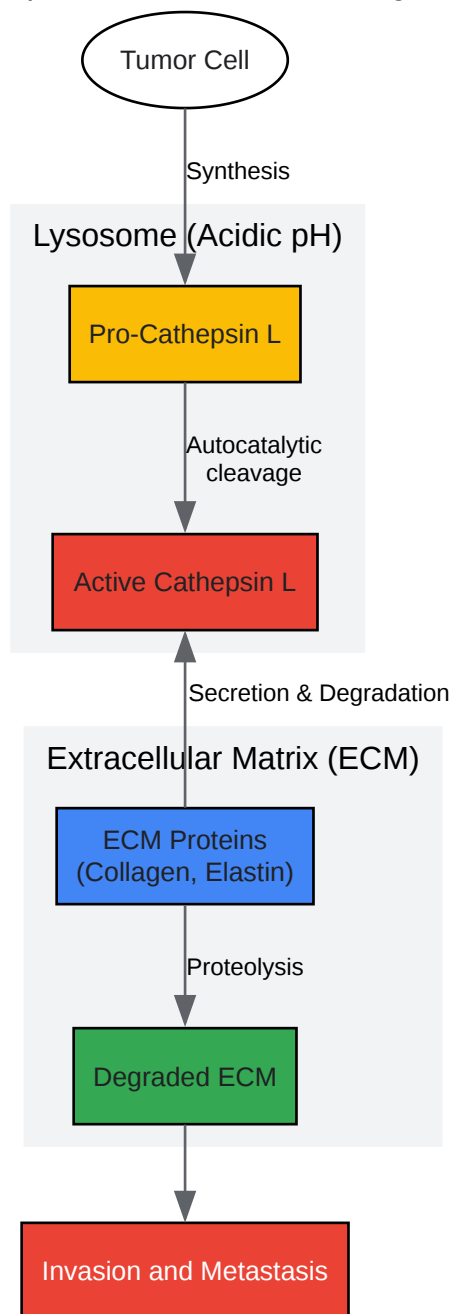 Tumor Cell
Synthesis
Lysosome (Acidic pH)
Pro-Cathepsin L
Autocatalytic
cleavage
Active Cathepsin L
Secretion & Degradation
Extracellular Matrix (ECM)
ECM Proteins
(Collagen, Elastin)
Proteolysis
Degraded ECM
Invasion and Metastasis